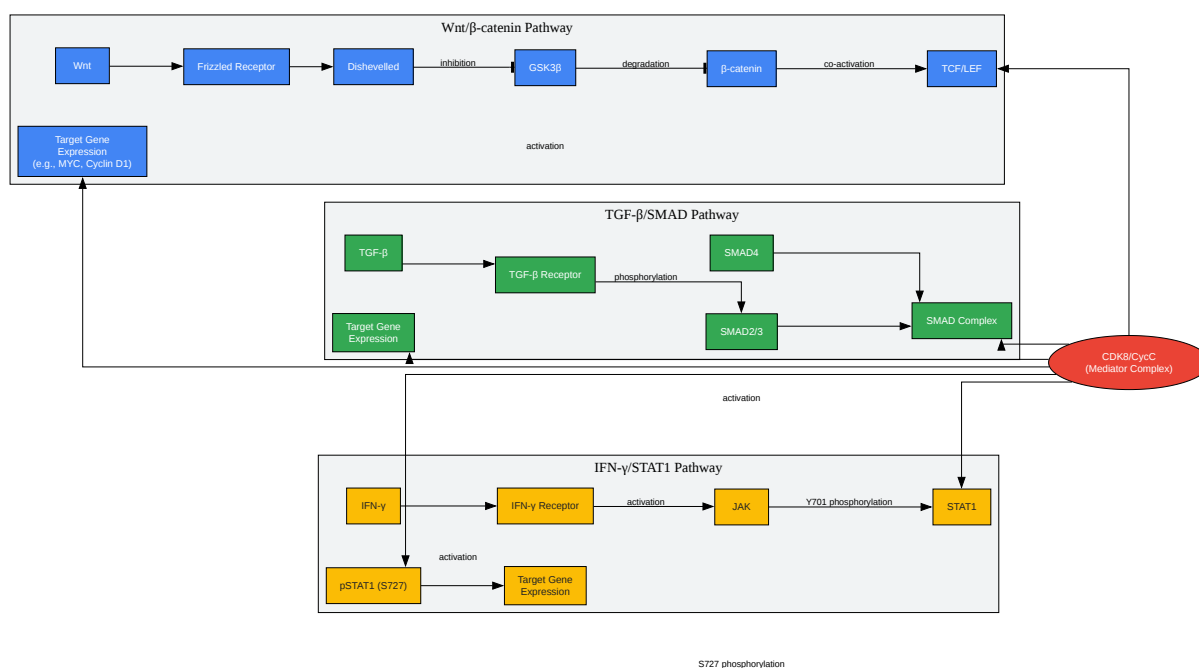 Wnt/β-catenin Pathway
Wnt
Frizzled Receptor
Dishevelled
inhibition
GSK3β
degradation
β-catenin
co-activation
TCF/LEF
Target Gene
Expression
(e.g., MYC, Cyclin D1)
activation
TGF-β/SMAD Pathway
TGF-β
TGF-β Receptor
phosphorylation
SMAD4
SMAD2/3
SMAD Complex
Target Gene
Expression
CDK8/CycC
(Mediator Complex)
activation
IFN-γ/STAT1 Pathway
IFN-γ
IFN-γ Receptor
activation
JAK
Y701 phosphorylation
STAT1
activation
pSTAT1 (S727)
Target Gene
Expression
S727 phosphorylation